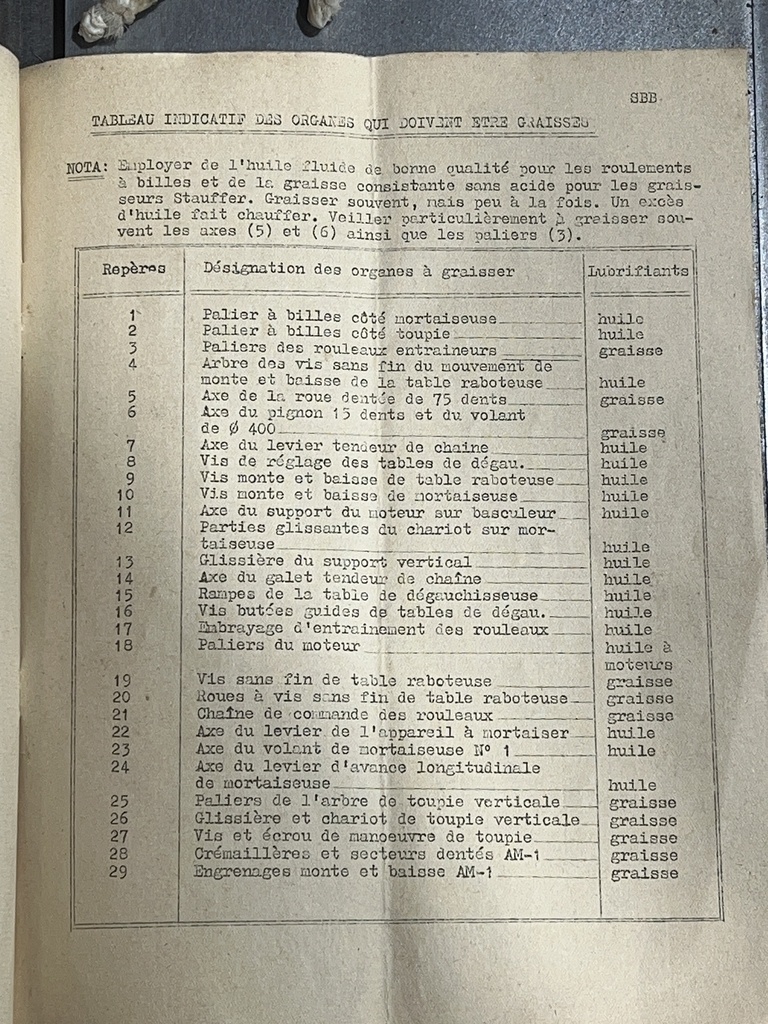 SBB.
TABLEAU INDICATIF DES ORGANES QUI DOIVENT ETRE GRAISSES
NOTA: Employer de l'huile fluide de bonne qualité pour les roulements
à billes et de la graisse consistante sans acide pour les grais-
seurs Stauffer. Graisser souvent, mais peu à la fois. Un excès
d'huile fait chauffer. Veiller particulièrement à graisser sou-
vent les axes (5) et (6) ainsi que les paliers (3).
Repères Désignation des organes à graisser Lubrifiants
1 Palier à billes côté mortaiseuse huile
2 Palier à billes côté toupie huile
3 Paliers des rouleaux entraineurs graisse
4 Arbre des vis sans fin du mouvement de
monte et baisse de la table raboteuse huile
5 Axe de la roue dentée de 75 dents graisse
6 Axe du pignon 15 dents et du volant
de Ø 400 graisse
7 Axe du levier tendeur de chaine huile
8 Vis de réglage des tables de dégau. huile
9 Vis monte et baisse de table raboteuse huile
10 Vis monte et baisse de mortaiseuse huile
11 Axe du support du moteur sur basculeur huile
12 Parties glissantes du chariot sur mor-
taiseuse huile
13 Glissière du support vertical huile
14 Axe du galet tendeur de chaîne huile
15 Rampes de la table de dégauchisseuse huile
16 Vis butées guides de tables de dégau. huile
17 Embrayage d'entrainement des rouleaux huile
18 Paliers du moteur huile à
moteurs
19 Vis sans fin de table raboteuse graisse
20 Roues à vis sans fin de table raboteuse graisse
21 Chaîne de commande des rouleaux graisse
22 Axe du levier de l'appareil à mortaiser huile
23 Axe du volant de mortaiseuse N° 1 huile
24 Axe du levier d'avance longitudinale
de mortaiseuse huile
25 Paliers de l'arbre de toupie verticale graisse
26 Glissière et chariot de toupie verticale graisse
27 Vis et écrou de manoeuvre de toupie graisse
28 Crémaillères et secteurs dentés AM-1 graisse
29 Engrenages monte et baisse AM-1 graisse